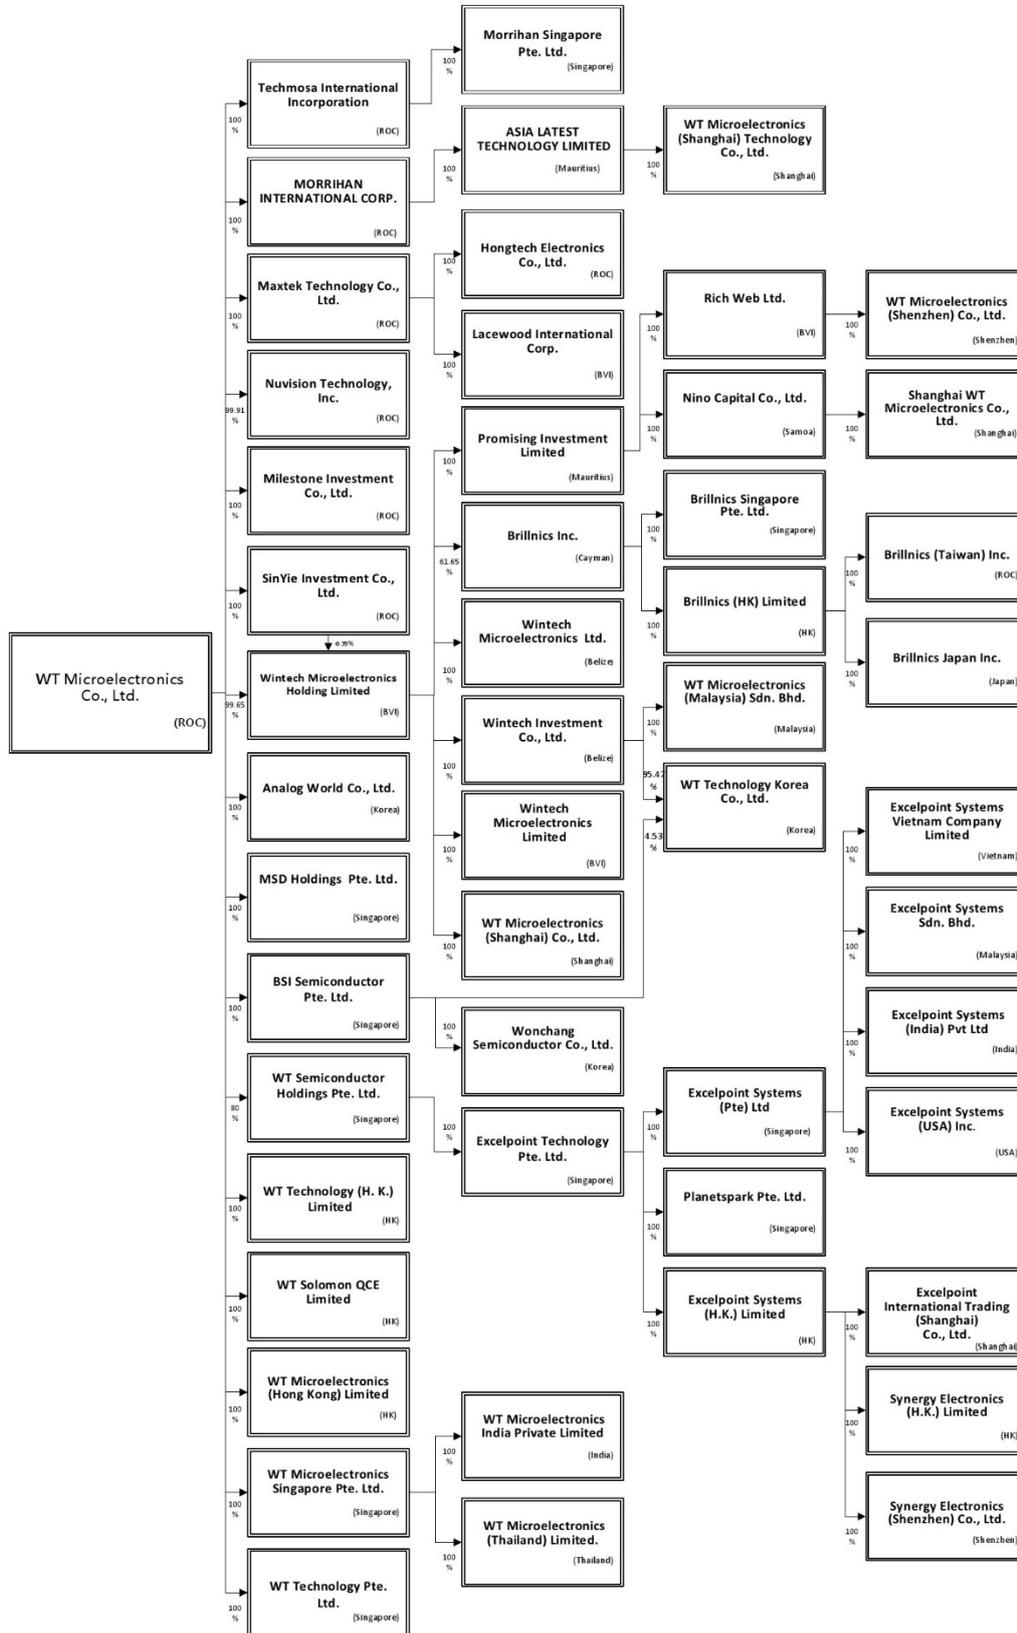 WT Microelectronics
Co., Ltd.
(ROC)
100
%
Techmosa International
Incorporation
(ROC)
100
%
MORRIHAN
INTERNATIONAL CORP.
(ROC)
100
%
Maxtek Technology Co.,
Ltd.
(ROC)
99.91
%
Nuvision Technology,
Inc.
(ROC)
100
%
Milestone Investment
Co., Ltd.
(ROC)
100
%
SinYie Investment Co.,
Ltd.
(ROC)
0.35%
99.65
%
Wintech Microelectronics
Holding Limited
(BVI)
100
%
Analog World Co., Ltd.
(Korea)
100
%
MSD Holdings Pte. Ltd.
(Singapore)
100
%
BSI Semiconductor
Pte. Ltd.
(Singapore)
80
%
WT Semiconductor
Holdings Pte. Ltd.
(Singapore)
100
%
WT Technology (H. K.)
Limited
(HK)
100
%
WT Solomon QCE
Limited
(HK)
100
%
WT Microelectronics
(Hong Kong) Limited
(HK)
100
%
WT Microelectronics
Singapore Pte. Ltd.
(Singapore)
100
%
WT Technology Pte.
Ltd.
(Singapore)
100
%
Morrihan Singapore
Pte. Ltd.
(Singapore)
100
%
ASIA LATEST
TECHNOLOGY LIMITED
(Mauritius)
100
%
Hongtech Electronics
Co., Ltd.
(ROC)
100
%
Lacewood International
Corp.
(BVI)
100
%
Promising Investment
Limited
(Mauritius)
61.65
%
Brillnics Inc.
(Cayman)
100
%
Wintech
Microelectronics Ltd.
(Belize)
100
%
Wintech Investment
Co., Ltd.
(Belize)
100
%
Wintech
Microelectronics
Limited
(BVI)
100
%
WT Microelectronics
(Shanghai) Co., Ltd.
(Shanghai)
100
%
Wonchang
Semiconductor Co., Ltd.
(Korea)
100
%
Excelpoint Technology
Pte. Ltd.
(Singapore)
100
%
WT Microelectronics
India Private Limited
(India)
100
%
WT Microelectronics
(Thailand) Limited.
(Thailand)
100
%
WT Microelectronics
(Shanghai) Technology
Co., Ltd.
(Shanghai)
100
%
Rich Web Ltd.
(BVI)
100
%
Nino Capital Co., Ltd.
(Samoa)
100
%
Brillnics Singapore
Pte. Ltd.
(Singapore)
100
%
Brillnics (HK) Limited
(HK)
100
%
WT Microelectronics
(Malaysia) Sdn. Bhd.
(Malaysia)
95.47
%
WT Technology Korea
Co., Ltd.
(Korea)
4.53
%
100
%
Excelpoint Systems
(Pte) Ltd
(Singapore)
100
%
Planetspark Pte. Ltd.
(Singapore)
100
%
Excelpoint Systems
(H.K.) Limited
(HK)
100
%
WT Microelectronics
(Shenzhen) Co., Ltd.
(Shenzhen)
100
%
Shanghai WT
Microelectronics Co.,
Ltd.
(Shanghai)
100
%
Brillnics (Taiwan) Inc.
(ROC)
100
%
Brillnics Japan Inc.
(Japan)
100
%
Excelpoint Systems
Vietnam Company
Limited
(Vietnam)
100
%
Excelpoint Systems
Sdn. Bhd.
(Malaysia)
100
%
Excelpoint Systems
(India) Pvt Ltd
(India)
100
%
Excelpoint Systems
(USA) Inc.
(USA)
100
%
Excelpoint
International Trading
(Shanghai)
Co., Ltd.
(Shanghai)
100
%
Synergy Electronics
(H.K.) Limited
(HK)
100
%
Synergy Electronics
(Shenzhen) Co., Ltd.
(Shenzhen)